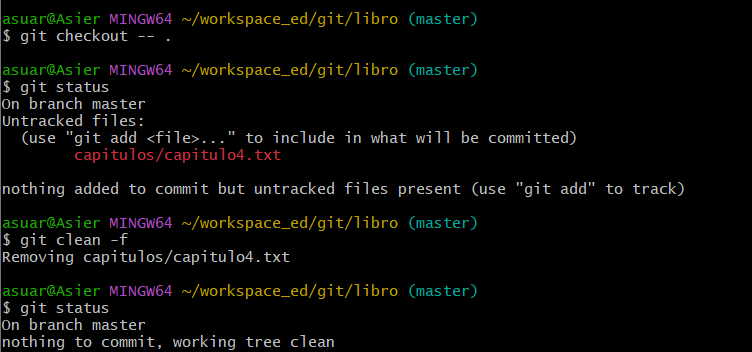 asuar@Asier MINGW64 ~/workspace_ed/git/libro (master)
$ git checkout -- .
asuar@Asier MINGW64 ~/workspace_ed/git/libro (master)
$ git status
On branch master
Untracked files:
  (use "git add <file>..." to include in what will be committed)
        capitulos/capitulo4.txt
nothing added to commit but untracked files present (use "git add" to track)
asuar@Asier MINGW64 ~/workspace_ed/git/libro (master)
$ git clean -f
Removing capitulos/capitulo4.txt
asuar@Asier MINGW64 ~/workspace_ed/git/libro (master)
$ git status
On branch master
nothing to commit, working tree clean